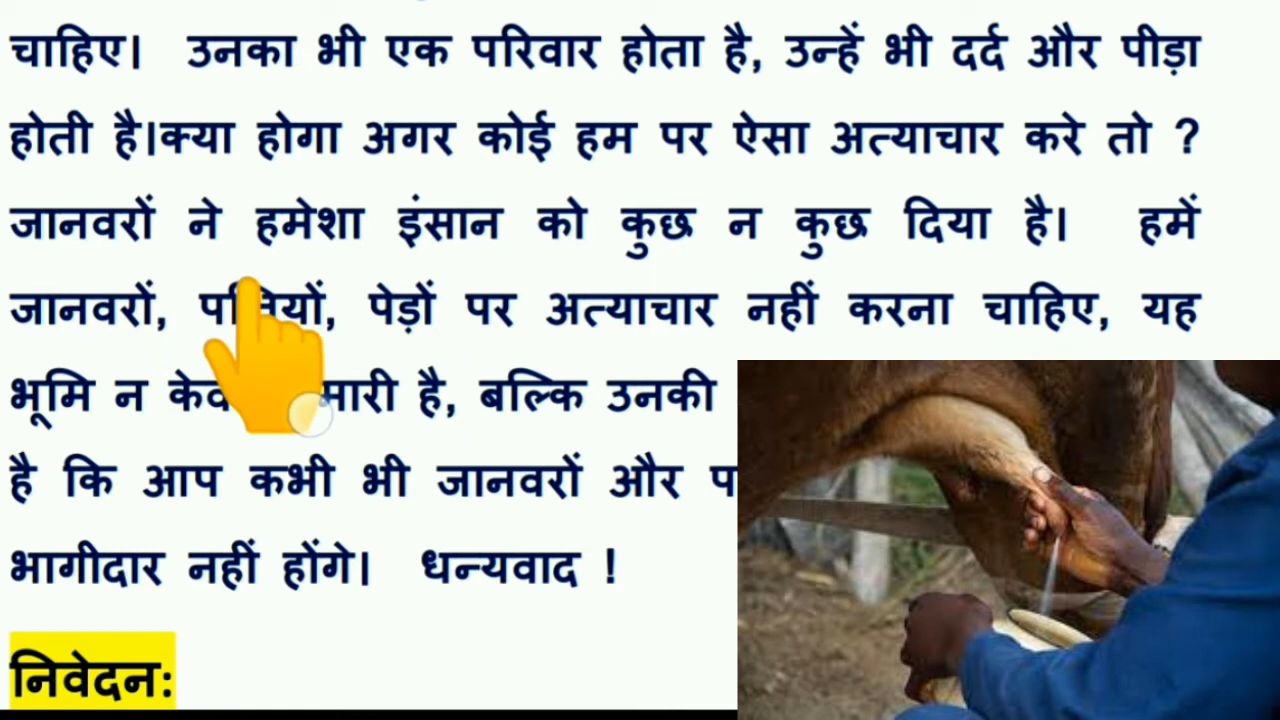 चाहिए। उनका भी एक परिवार होता है, उन्हें भी दर्द और पीड़ा
होती है।क्या होगा अगर कोई हम पर ऐसा अत्याचार करे तो ?
जानवरों ने हमेशा इंसान को कुछ न कुछ दिया है। हमें
जानवरों, पेड़ों पर अत्याचार नहीं करना चाहिए, यह
भूमि न है, बल्कि उनकी
है कि आप कभी भी जानवरों और
भागीदार नहीं होंगे। धन्यवाद !
निवेदन: